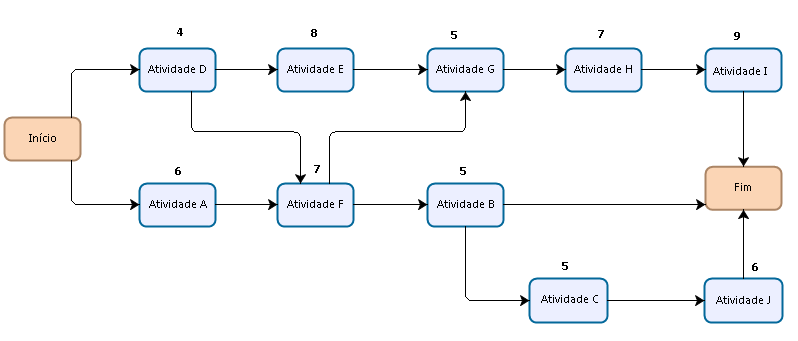 4
8
5
7
9
Atividade D
Atividade E
Atividade G
Atividade H
Atividade I
Início
6
7
5
Fim
Atividade A
Atividade F
Atividade B
5
6
Atividade C
Atividade J